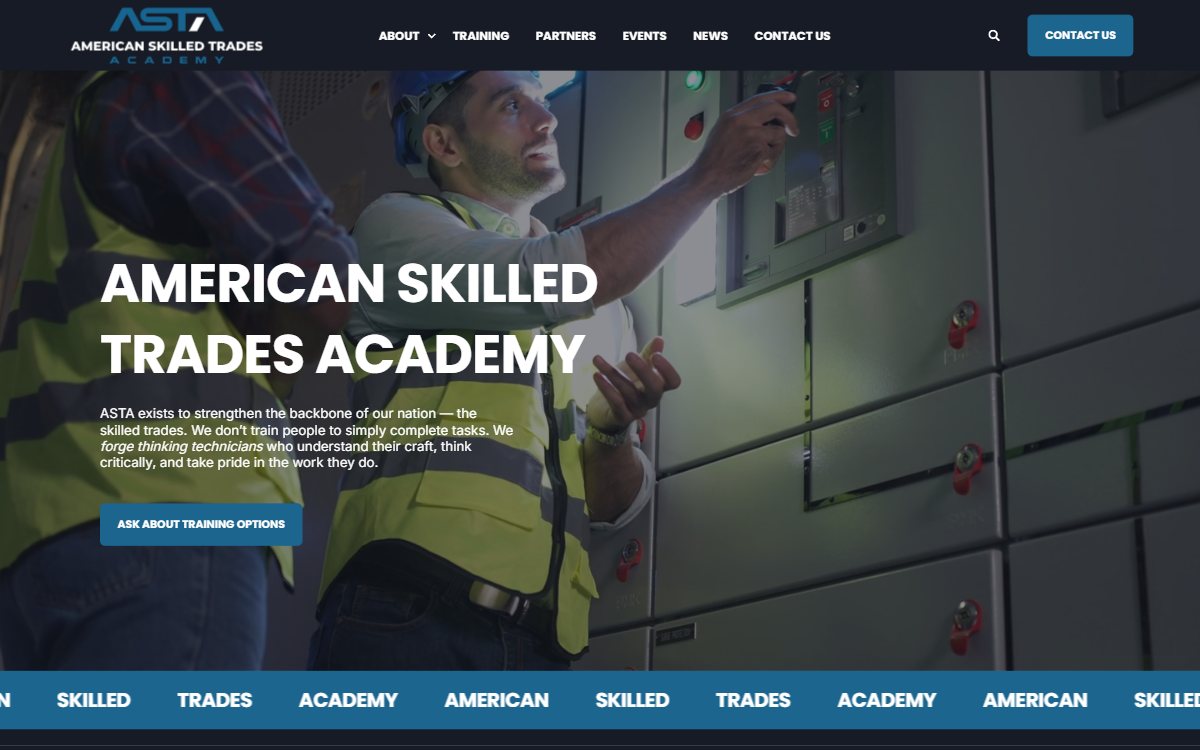 ASTA
AMERICAN SKILLED TRADES
ACADEMY
ABOUT
TRAINING
PARTNERS
EVENTS
NEWS
CONTACT US
CONTACT US
AMERICAN SKILLED
TRADES ACADEMY
ASTA exists to strengthen the backbone of our nation — the
skilled trades. We don’t train people to simply complete tasks. We
forge thinking technicians who understand their craft, think
critically, and take pride in the work they do.
ASK ABOUT TRAINING OPTIONS
N SKILLED TRADES ACADEMY AMERICAN SKILLED TRADES ACADEMY AMERICAN SKILLED